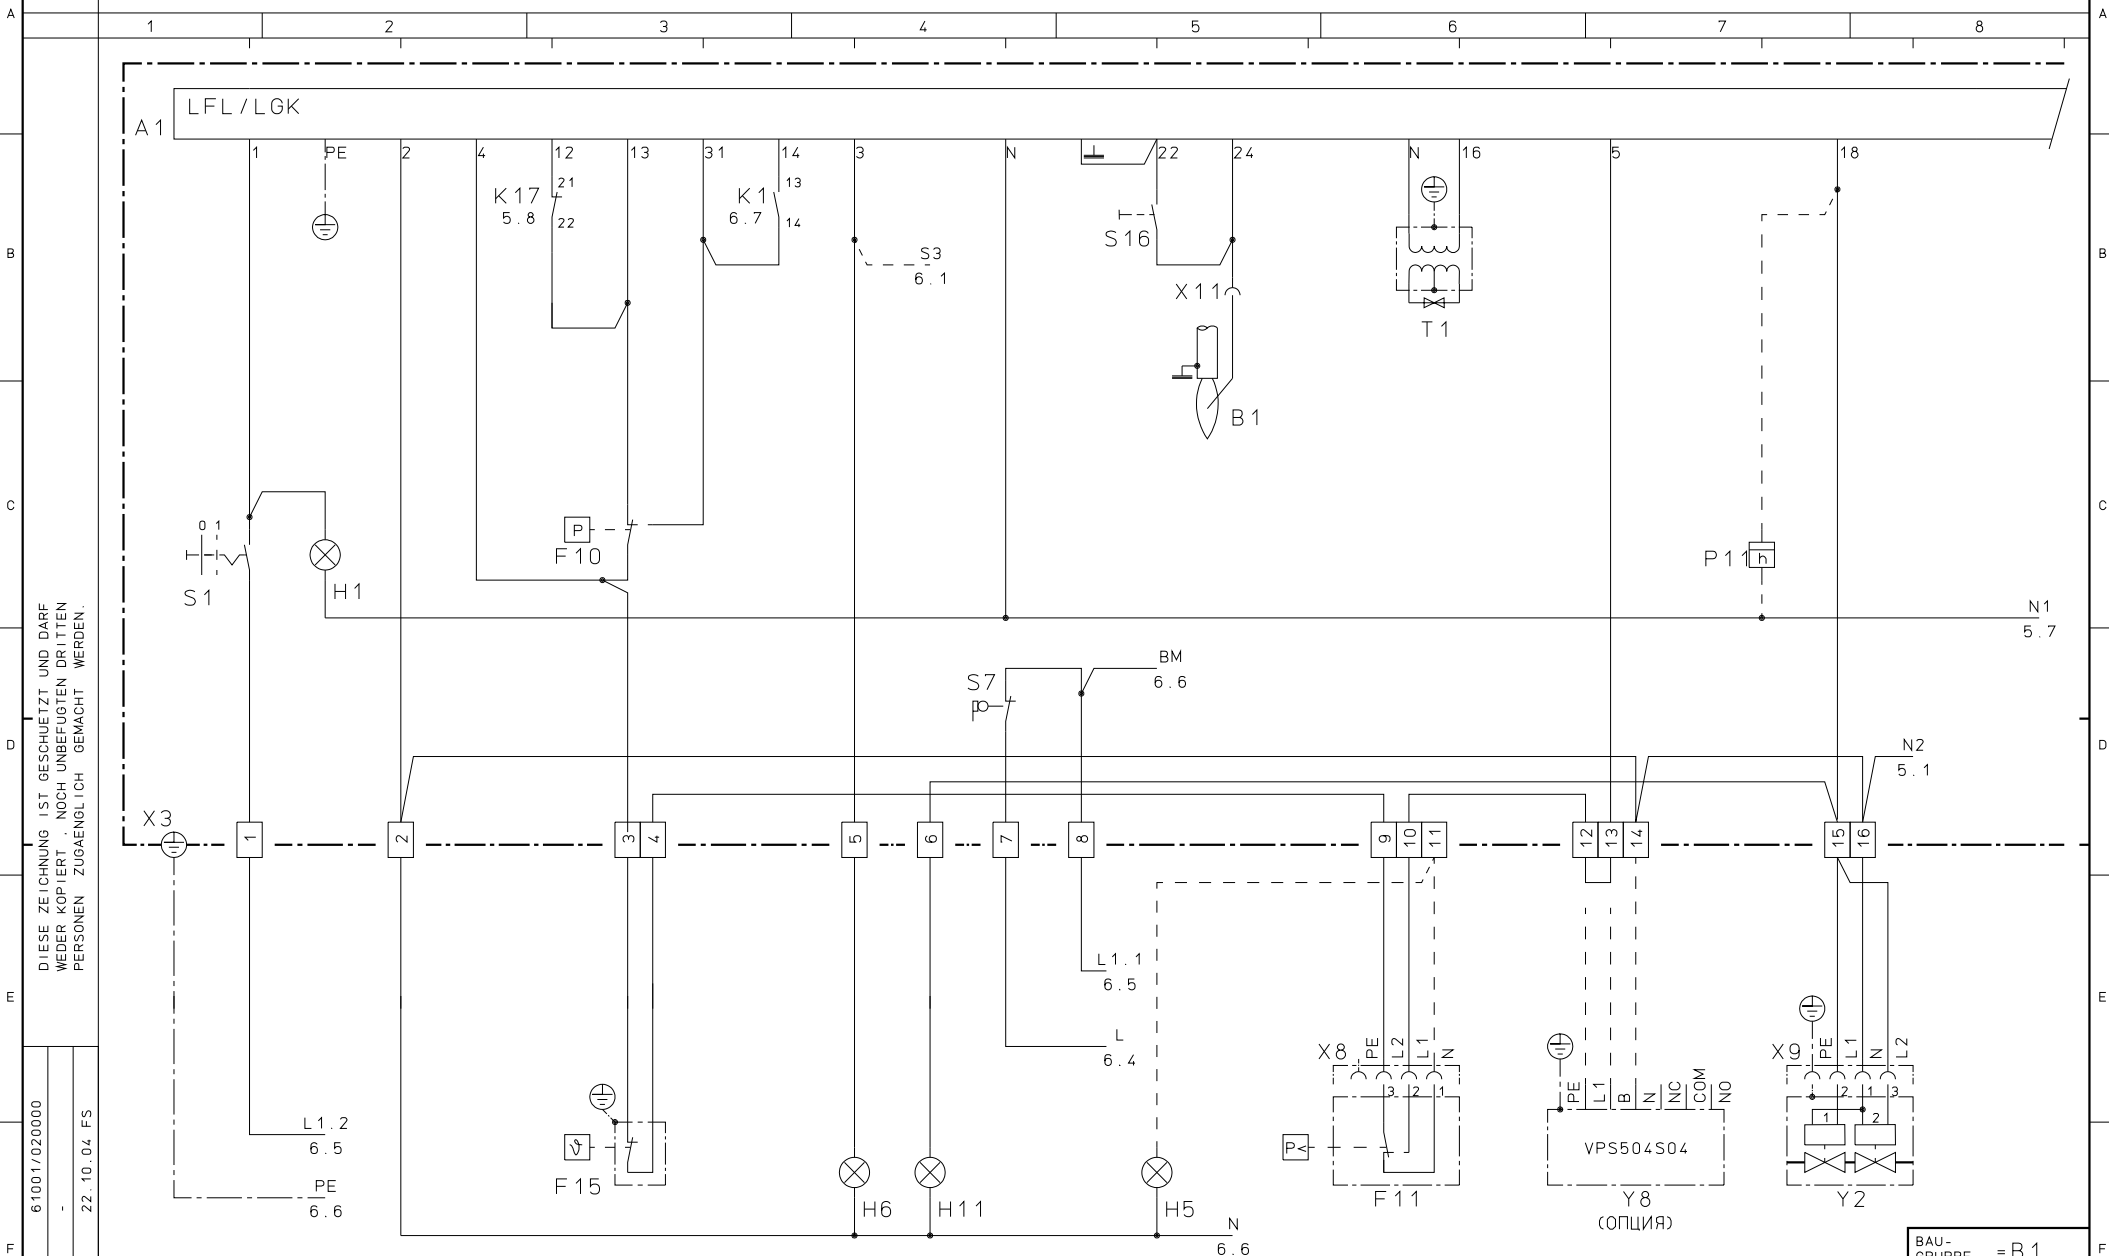 A 1 2 3 4 5 6 7 8 A
LFL/LGK
A1
1 PE 2 4 12 13 31 14 3 N 22 24 N 16 5 18
K17
5.8
21
22
K1
6.7
13
14
B
S3
6.1
S16
X11
T1
B
B1
C
0 1
S1
H1
P
F10
P11
h
C
N1
5.7
BM
6.6
S7
D
N2
5.1
D
X3
1 2 3 4 5 6 7 8 9 10 11 12 13 14 15 16
DIESE ZEICHNUNG IST GESCHUETZT UND DARF
WEDER KOPIERT , NOCH UNBEFUGTEN DRITTEN
PERSONEN ZUGAENGLICH GEMACHT WERDEN.
L1.1
6.5
E
L
6.4
E
X8
PE L2 L1 N
3 2 1
PE L1 B N NC COM NO
X9
PE L1 N L2
2 1 3
1 2
L1.2
6.5
PE
6.6
ϑ
F15
H6
H11
H5
P<
F11
VPS504S04
Y8
(ОПЦИЯ)
Y2
N
6.6
61001/020000
-
22.10.04 FS
F
BAU-
GRUPPE
=B1
F